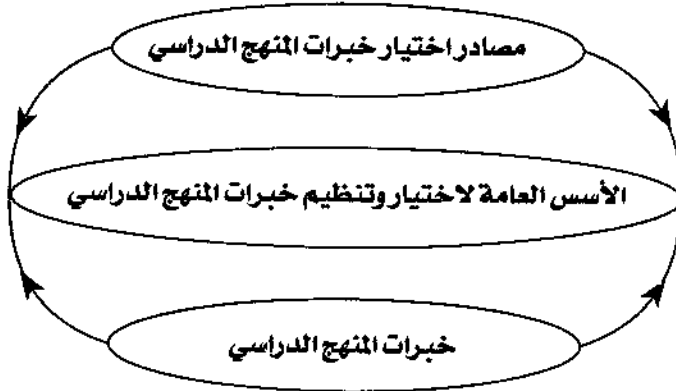 مصادر اختيار خبرات المنهج الدراسي
الأسس العامة لاختيار وتنظيم خبرات المنهج الدراسي
خبرات المنهج الدراسي